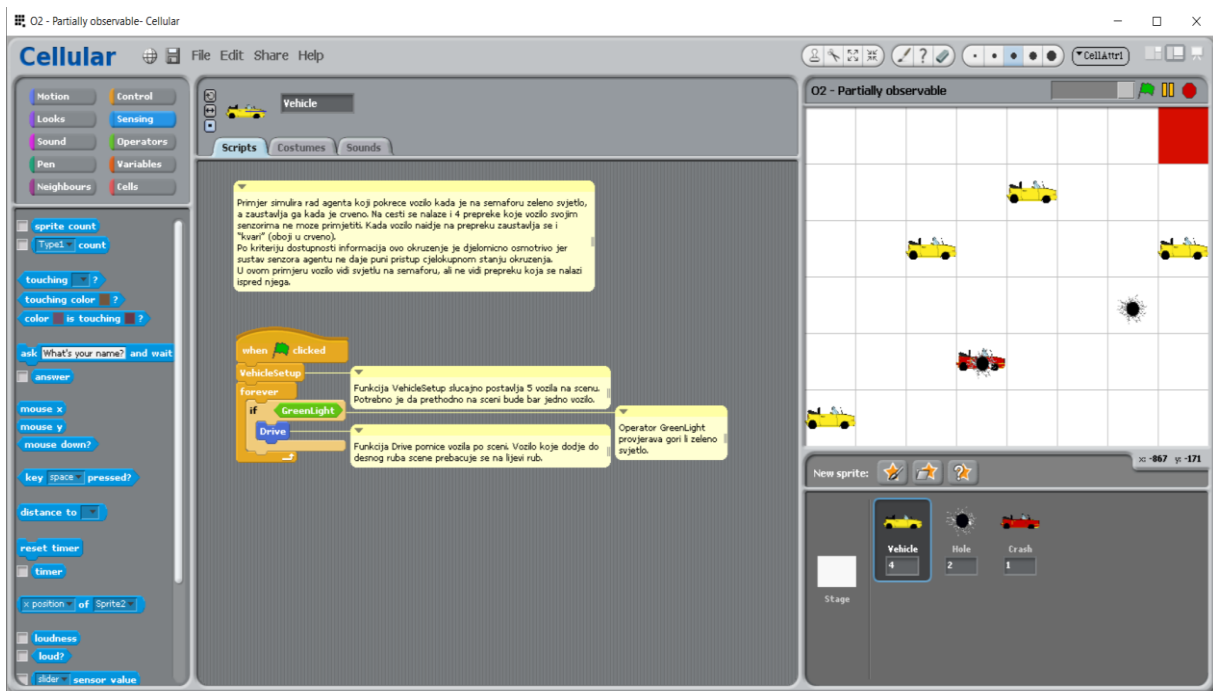 O2 - Partially observable- Cellular
Cellular
File Edit Share Help
CellAttr1
Motion
Control
Looks
Sensing
Sound
Operators
Pen
Variables
Neighbours
Cells
sprite count
Type1 count
touching ?
touching color ?
color is touching ?
ask What's your name? and wait
answer
mouse x
mouse y
mouse down?
key space pressed?
distance to
reset timer
timer
x position of Sprite2
loudness
loud?
slider sensor value
Vehicle
Scripts
Costumes
Sounds
Primjer simulira rad agenta koji pokrece vozilo kada je na semaforu zeleno svjetlo,
a zaustavlja ga kada je crveno. Na cesti se nalaze i 4 prepreke koje vozilo svojim
senzorima ne moze primjetiti. Kada vozilo naidje na prepreku zaustavlja se i
"kvari" (oboji u crveno).
Po kriteriju dostupnosti informacija ovo okruzenje je djelomicno osmotrivo jer
sustav senzora agentu ne daje puni pristup cjelokupnom stanju okruzenja.
U ovom primjeru vozilo vidi svjetlu na semaforu, ali ne vidi prepreku koja se nalazi
ispred njega.
when clicked
VehicleSetup
forever
if GreenLight
Drive
Funkcija VehicleSetup slucajno postavlja 5 vozila na scenu.
Potrebno je da prethodno na sceni bude bar jedno vozilo.
Operator GreenLight
provjerava gori li zeleno
svjetlo.
Funkcija Drive pomice vozila po sceni. Vozilo koje dodje do
desnog ruba scene prebacuje se na lijevi rub.
O2 - Partially observable
x: -867 y: -171
New sprite:
Vehicle
4
Hole
2
Crash
1
Stage